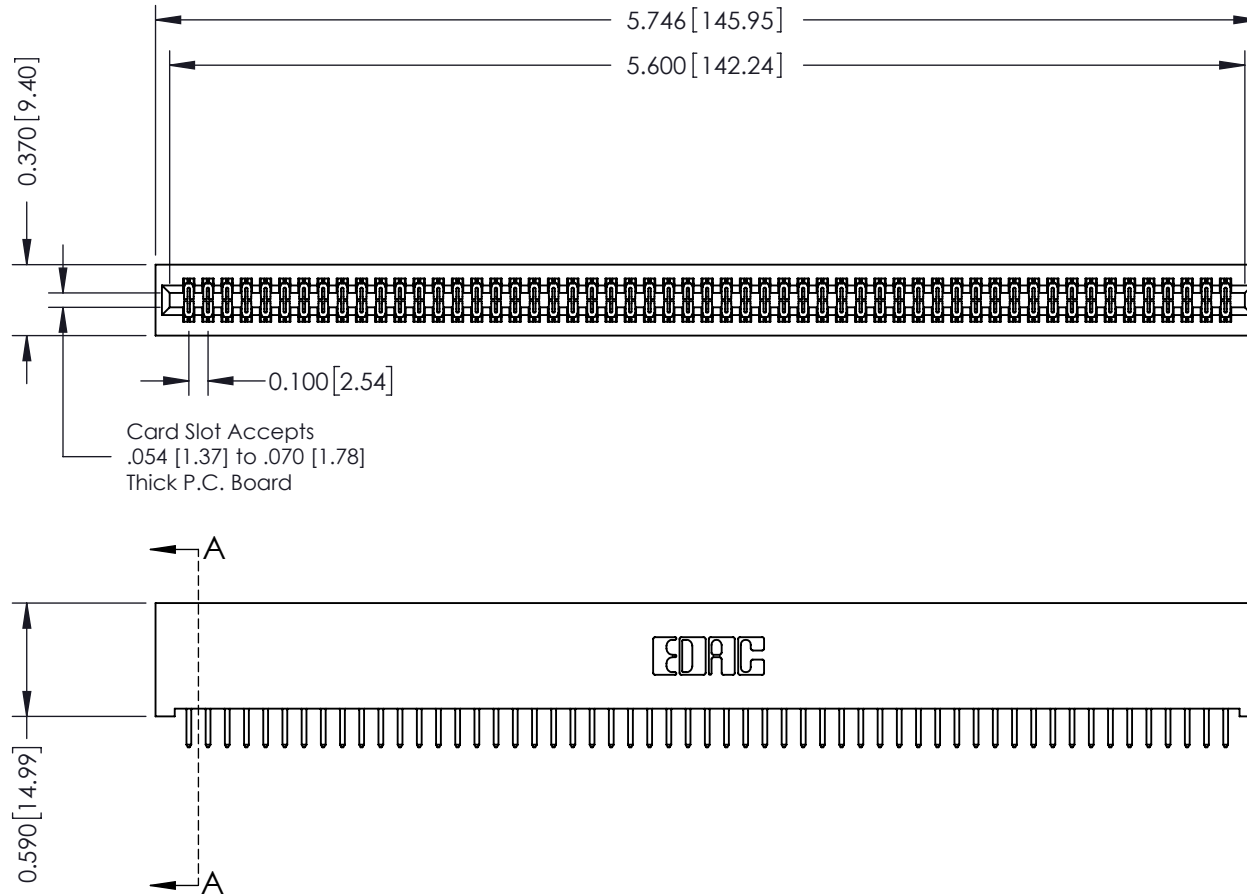 5.746 [145.95]
5.600 [142.24]
0.370 [9.40]
0.100 [2.54]
Card Slot Accepts
.054 [1.37] to .070 [1.78]
Thick P.C. Board
A
EDAC
0.590 [14.99]
A